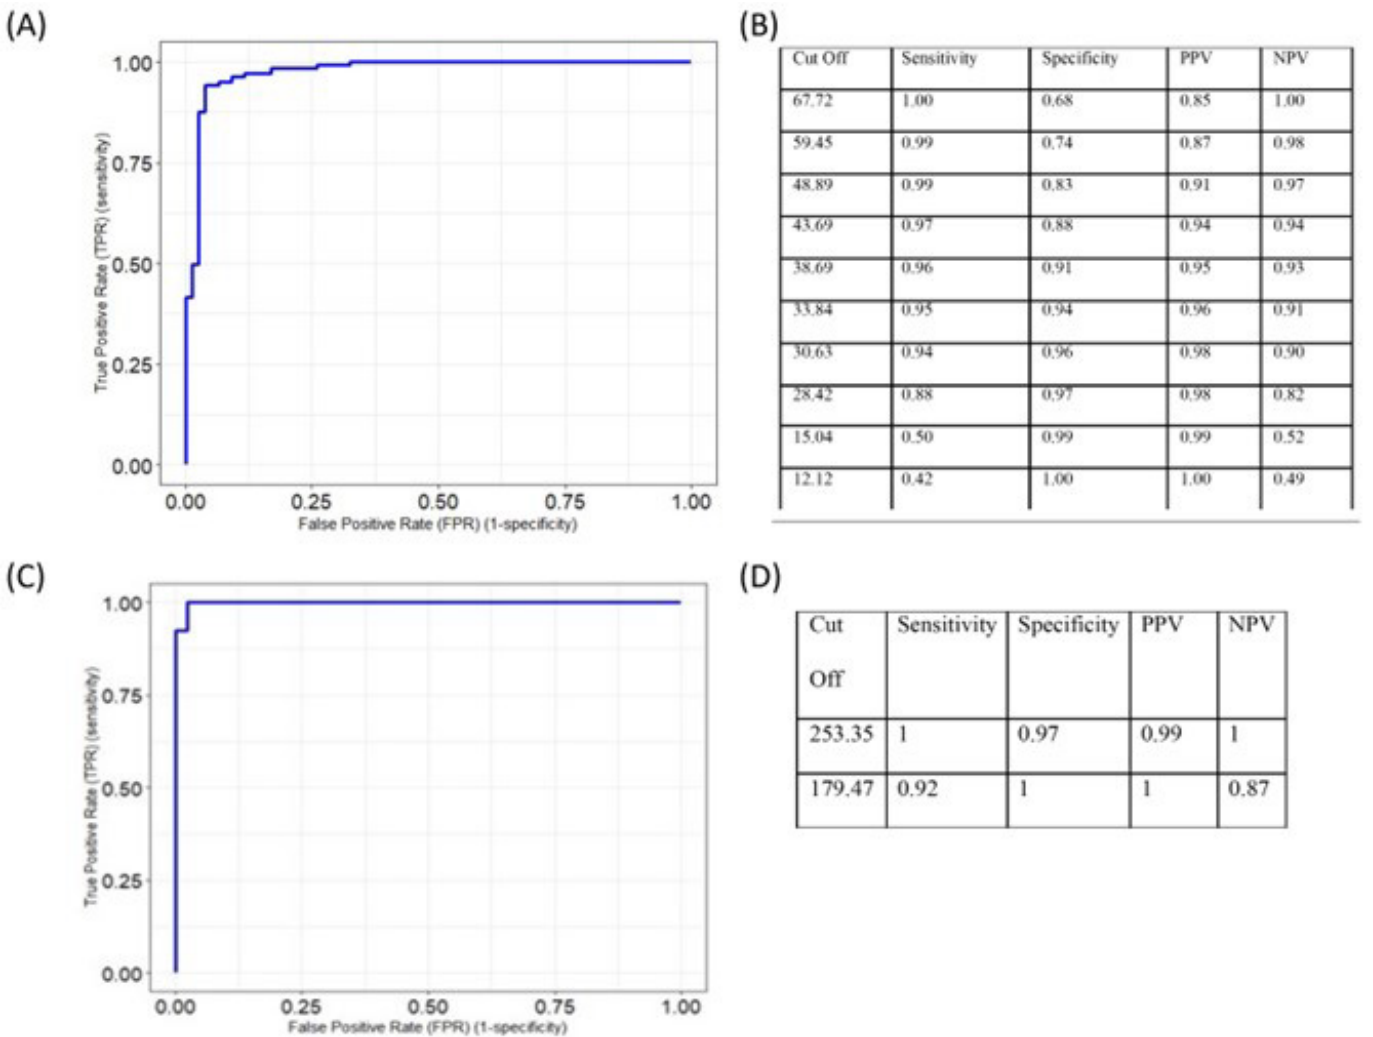 (A)
1.00
0.75
0.50
0.25
0.00
True Positive Rate (TPR) (sensitivity)
0.00 0.25 0.50 0.75 1.00
False Positive Rate (FPR) (1-specificity)
(B)
Cut Off Sensitivity Specificity PPV NPV
67.72 1.00 0.68 0.85 1.00
59.45 0.99 0.74 0.87 0.98
48.89 0.99 0.83 0.91 0.97
43.69 0.97 0.88 0.94 0.94
38.69 0.96 0.91 0.95 0.93
33.84 0.95 0.94 0.96 0.91
30.63 0.94 0.96 0.98 0.90
28.42 0.88 0.97 0.98 0.82
15.04 0.50 0.99 0.99 0.52
12.12 0.42 1.00 1.00 0.49
(C)
1.00
0.75
0.50
0.25
0.00
True Positive Rate (TPR) (sensitivity)
0.00 0.25 0.50 0.75 1.00
False Positive Rate (FPR) (1-specificity)
(D)
Cut Sensitivity Specificity PPV NPV
Off
253.35 1 0.97 0.99 1
179.47 0.92 1 1 0.87